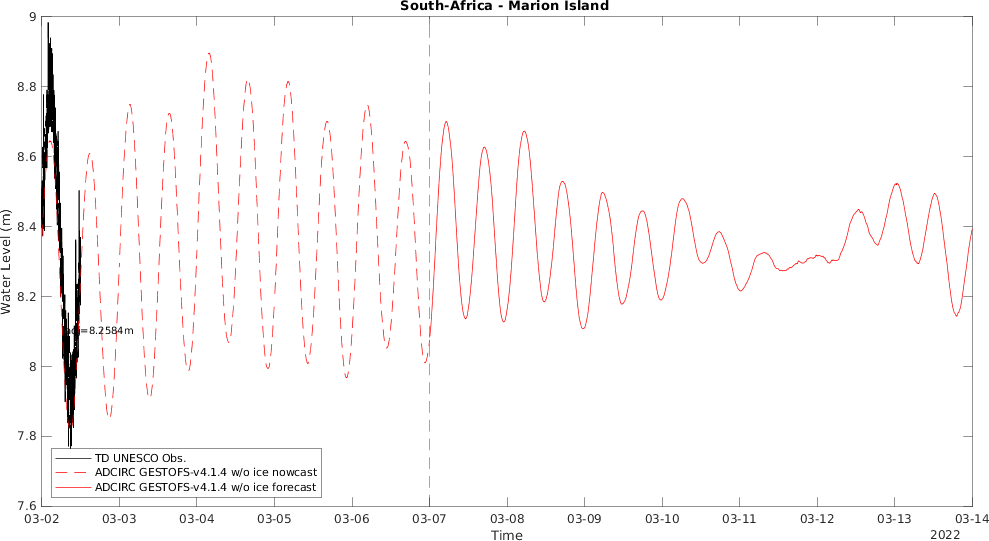 South-Africa - Marion Island
9
8.8
8.6
8.4
8.2
8
7.8
7.6
Water Level (m)
=8.2584m
TD UNESCO Obs.
ADCIRC GESTOFS-v4.1.4 w/o ice nowcast
ADCIRC GESTOFS-v4.1.4 w/o ice forecast
03-02 03-03 03-04 03-05 03-06 03-07 03-08 03-09 03-10 03-11 03-12 03-13 03-14
Time
2022